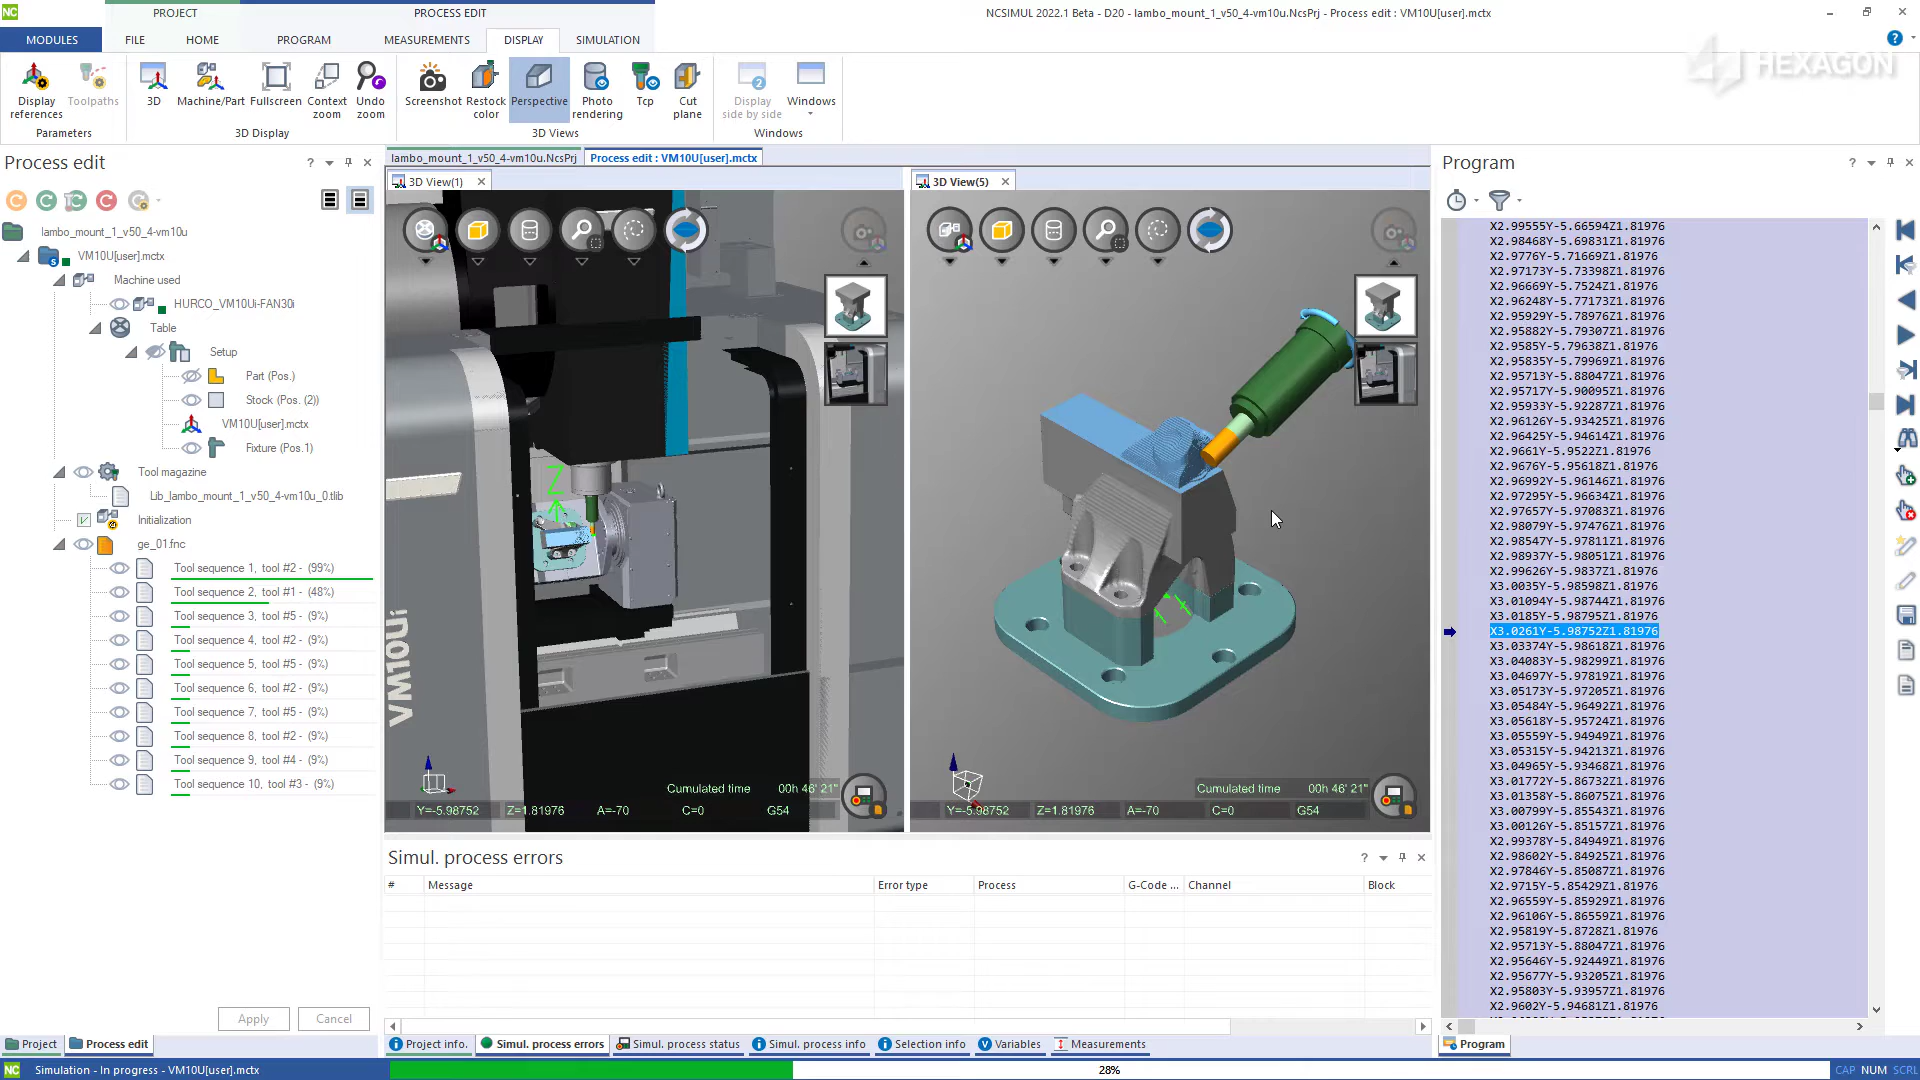 NC
PROJECT
PROCESS EDIT
NCSIMUL 2022.1 Beta - D20 - lambo_mount_1_v50_4-vm10u.NcsPrj - Process edit : VM10U[user].mctx
MODULES
FILE
HOME
PROGRAM
MEASUREMENTS
DISPLAY
SIMULATION
HEXAGON
Display references
Toolpaths
3D
Machine/Part
Fullscreen
Context zoom
Undo zoom
Screenshot
Restock color
Perspective
Photo rendering
Tcp
Cut plane
Display side by side
Windows
Parameters
3D Display
3D Views
Windows
Process edit
lambo_mount_1_v50_4-vm10u
VM10U[user].mctx
Machine used
HURCO_VM10Ui-FAN30i
Table
Setup
Part (Pos.)
Stock (Pos. (2))
VM10U[user].mctx
Fixture (Pos.1)
Tool magazine
Lib_lambo_mount_1_v50_4-vm10u_0.tlib
Initialization
ge_01.fnc
Tool sequence 1, tool #2 - (99%)
Tool sequence 2, tool #1 - (48%)
Tool sequence 3, tool #5 - (9%)
Tool sequence 4, tool #2 - (9%)
Tool sequence 5, tool #5 - (9%)
Tool sequence 6, tool #2 - (9%)
Tool sequence 7, tool #5 - (9%)
Tool sequence 8, tool #2 - (9%)
Tool sequence 9, tool #4 - (9%)
Tool sequence 10, tool #3 - (9%)
Apply
Cancel
Project
Process edit
lambo_mount_1_v50_4-vm10u.NcsPrj
Process edit : VM10U[user].mctx
3D View(1)
VM10Ui
Z
Cumulated time 00h 46' 21"
Y=-5.98752 Z=1.81976 A=-70 C=0 G54
3D View(5)
Cumulated time 00h 46' 21"
Y=-5.98752 Z=1.81976 A=-70 C=0 G54
Simul. process errors
# Message Error type Process G-Code ... Channel Block
Project info.
Simul. process errors
Simul. process status
Simul. process info
Selection info
Variables
Measurements
Program
X2.99555Y-5.66594Z1.81976
X2.98468Y-5.69831Z1.81976
X2.9776Y-5.71669Z1.81976
X2.97173Y-5.73398Z1.81976
X2.96669Y-5.7524Z1.81976
X2.96248Y-5.77173Z1.81976
X2.95929Y-5.78976Z1.81976
X2.95882Y-5.79307Z1.81976
X2.9585Y-5.79638Z1.81976
X2.95835Y-5.79969Z1.81976
X2.95713Y-5.88047Z1.81976
X2.95717Y-5.90095Z1.81976
X2.95933Y-5.92287Z1.81976
X2.96126Y-5.93425Z1.81976
X2.96425Y-5.94614Z1.81976
X2.9661Y-5.9522Z1.81976
X2.9676Y-5.95618Z1.81976
X2.96992Y-5.96146Z1.81976
X2.97295Y-5.96634Z1.81976
X2.97657Y-5.97083Z1.81976
X2.98079Y-5.97476Z1.81976
X2.98547Y-5.97811Z1.81976
X2.98937Y-5.98051Z1.81976
X2.99626Y-5.9837Z1.81976
X3.0035Y-5.98598Z1.81976
X3.01094Y-5.98744Z1.81976
X3.0185Y-5.98795Z1.81976
X3.0261Y-5.98752Z1.81976
X3.03374Y-5.98618Z1.81976
X3.04083Y-5.98299Z1.81976
X3.04697Y-5.97819Z1.81976
X3.05173Y-5.97205Z1.81976
X3.05484Y-5.96492Z1.81976
X3.05618Y-5.95724Z1.81976
X3.05559Y-5.94949Z1.81976
X3.05315Y-5.94213Z1.81976
X3.04965Y-5.93468Z1.81976
X3.01772Y-5.86732Z1.81976
X3.01358Y-5.86075Z1.81976
X3.00799Y-5.85543Z1.81976
X3.00126Y-5.85157Z1.81976
X2.99378Y-5.84949Z1.81976
X2.98602Y-5.84925Z1.81976
X2.97846Y-5.85087Z1.81976
X2.9715Y-5.85429Z1.81976
X2.96559Y-5.85929Z1.81976
X2.96106Y-5.86559Z1.81976
X2.95819Y-5.8728Z1.81976
X2.95713Y-5.88047Z1.81976
X2.95646Y-5.92449Z1.81976
X2.95677Y-5.93205Z1.81976
X2.95803Y-5.93957Z1.81976
X2.9602Y-5.94681Z1.81976
Program
NC
Simulation - In progress - VM10U[user].mctx
28%
CAP NUM SCRL